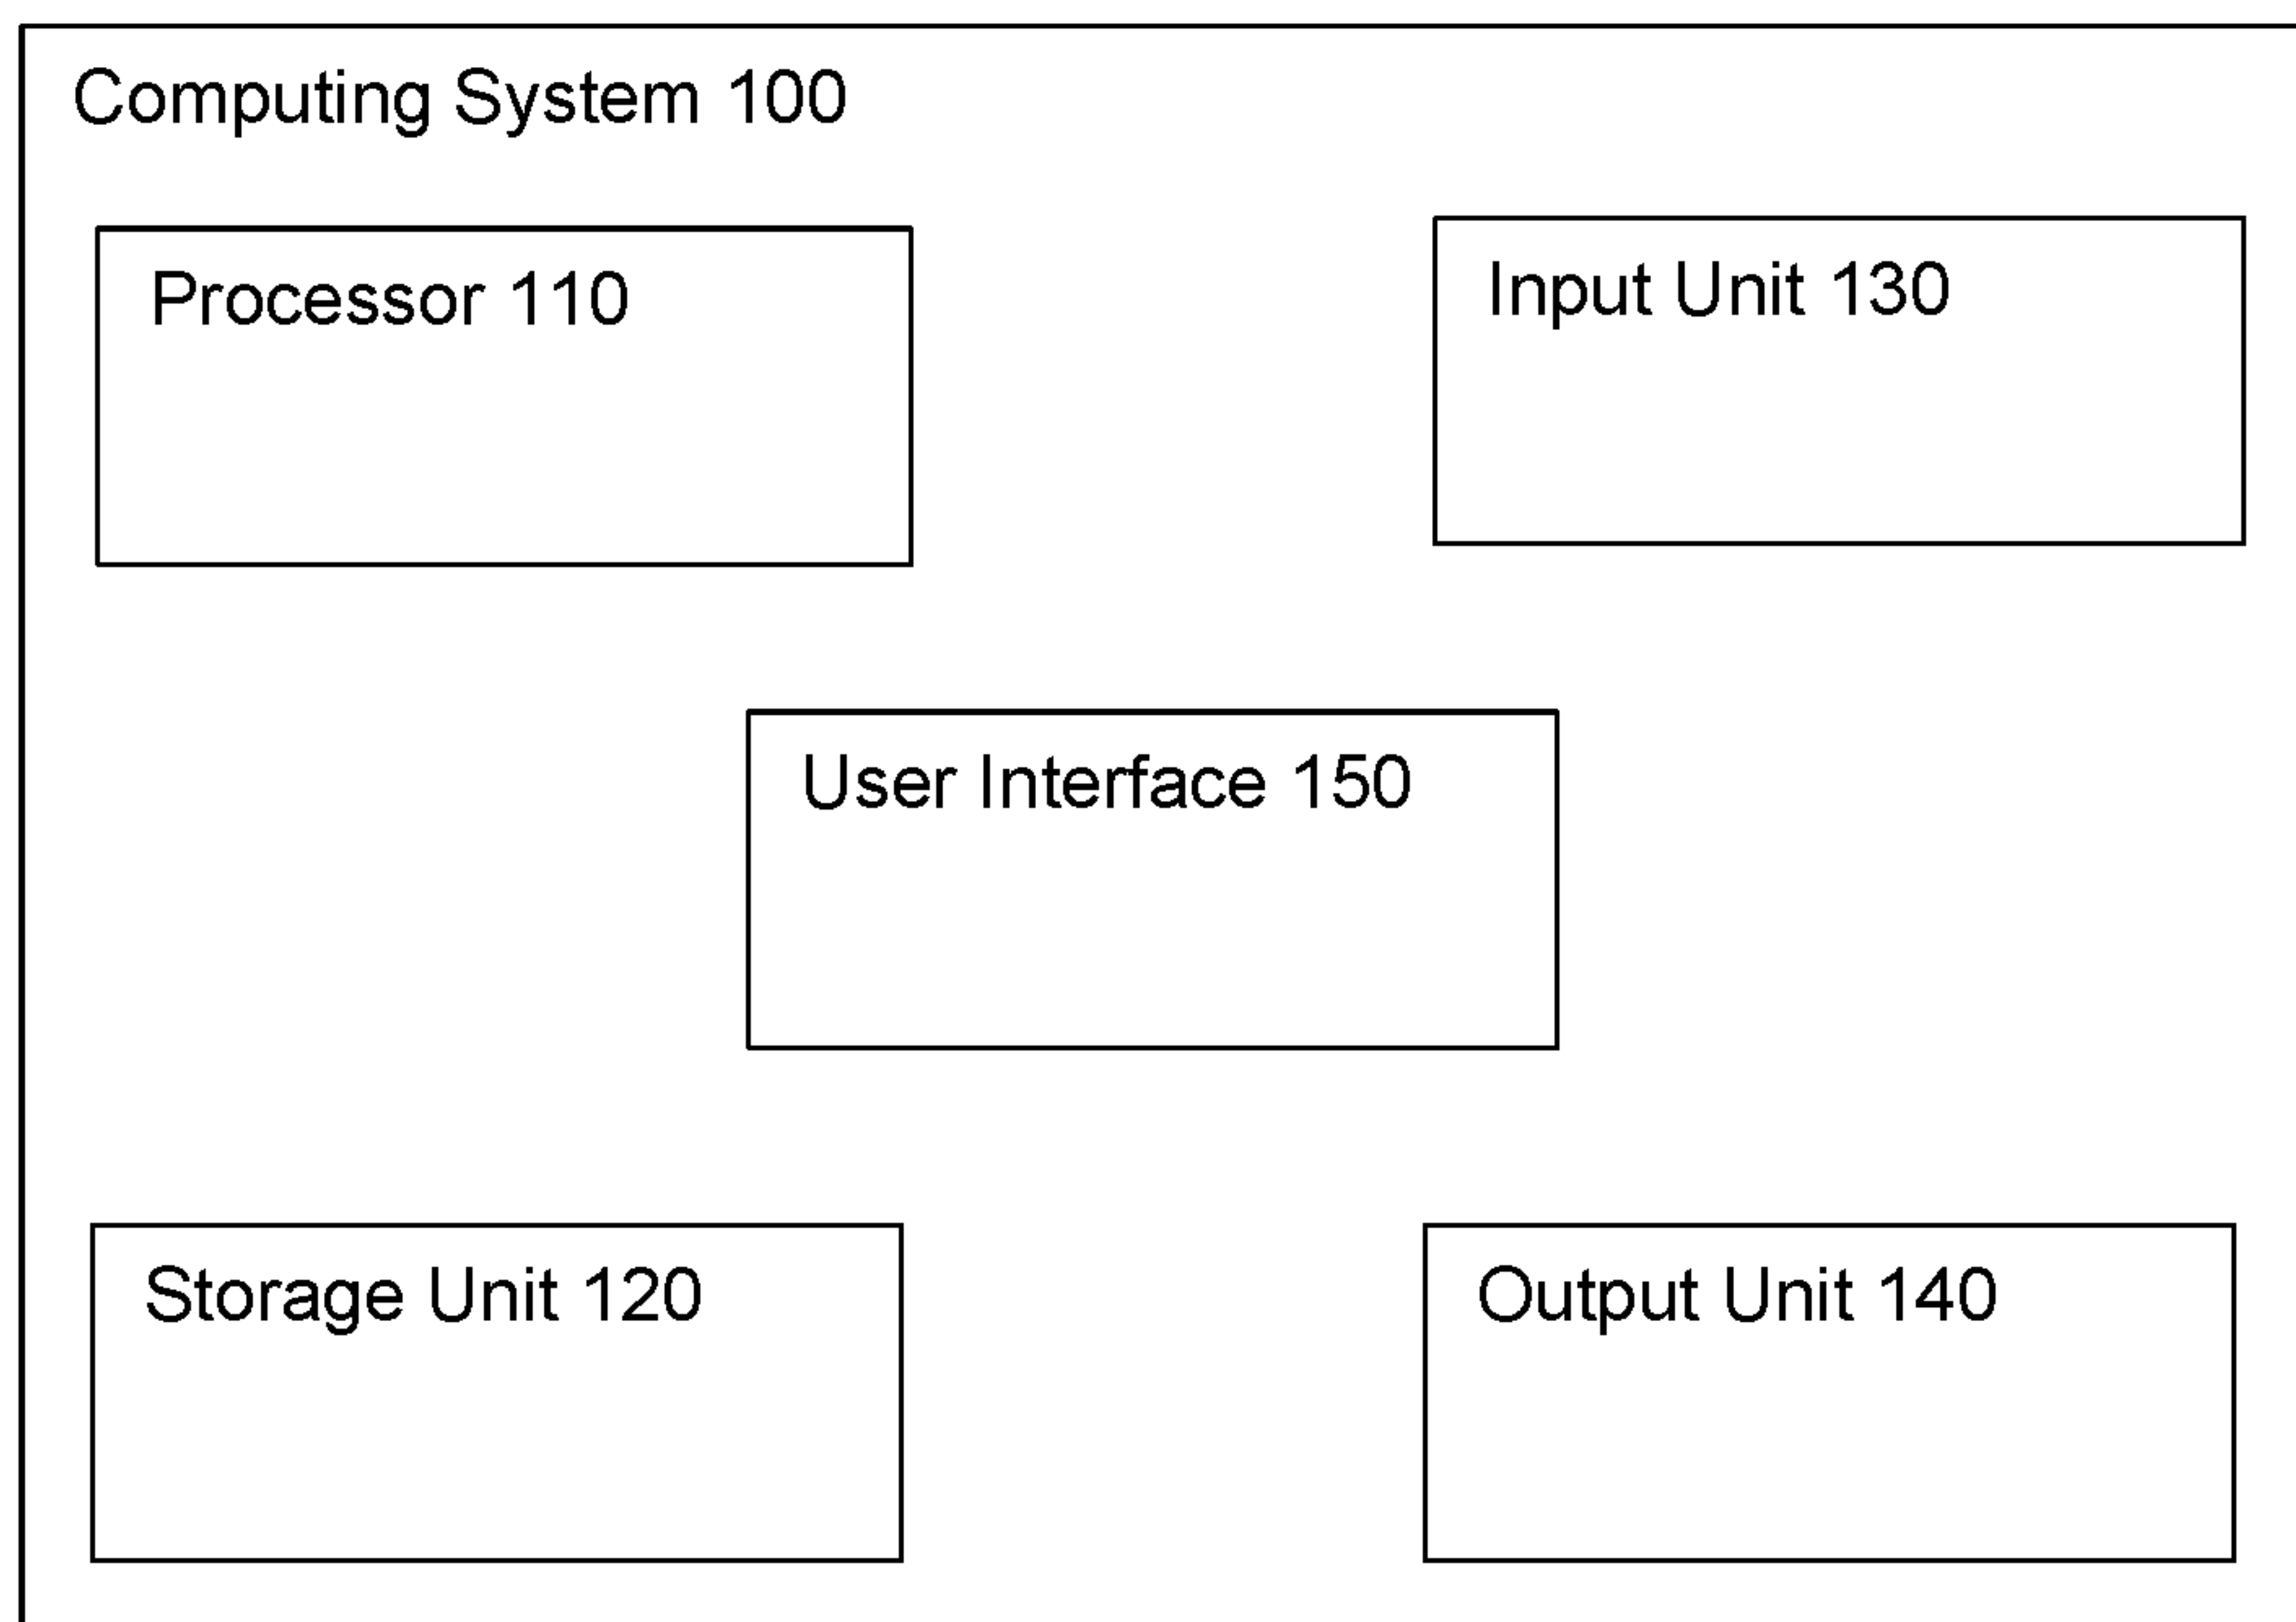 Computing System 100
Processor 110
Input Unit 130
User Interface 150
Storage Unit 120
Output Unit 140